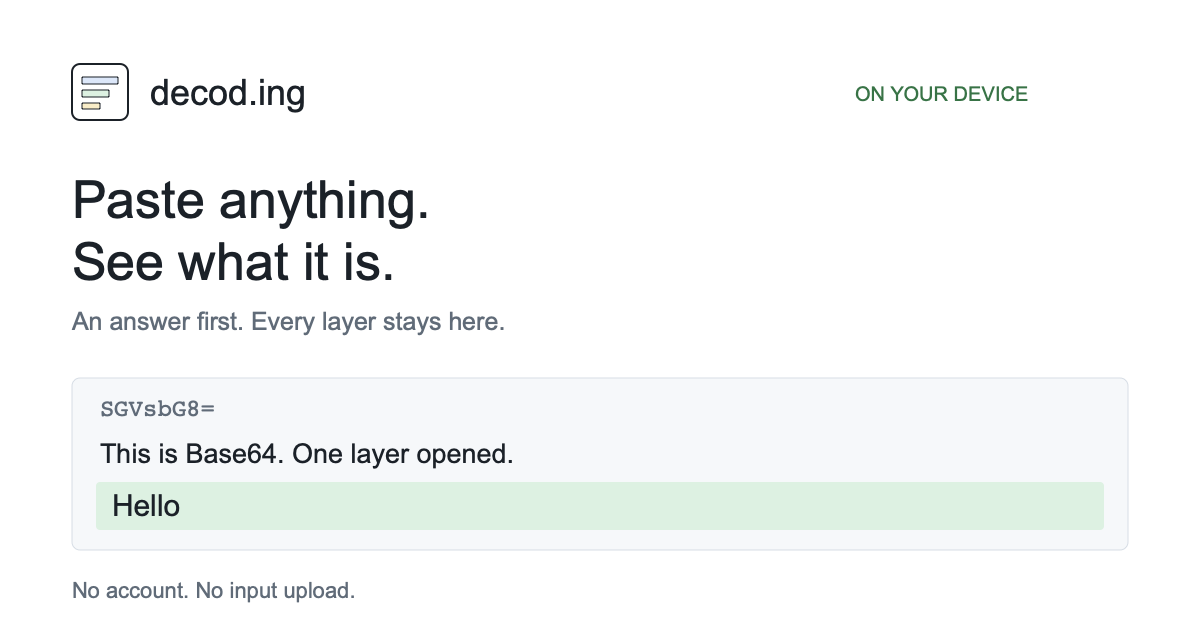 decod.ing
ON YOUR DEVICE
Paste anything.
See what it is.
An answer first. Every layer stays here.
SGVsbG8=
This is Base64. One layer opened.
Hello
No account. No input upload.